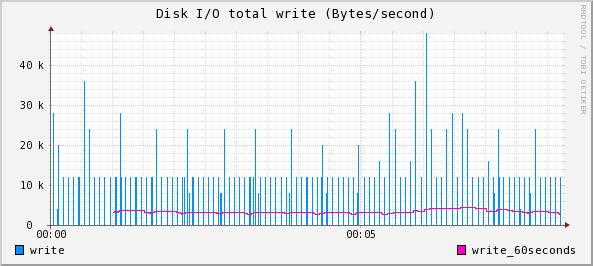 Disk I/O total write (Bytes/second)
RRDTOOL / TOBI OETIKER
40 k
30 k
20 k
10 k
0
00:00 00:05
write write_60seconds